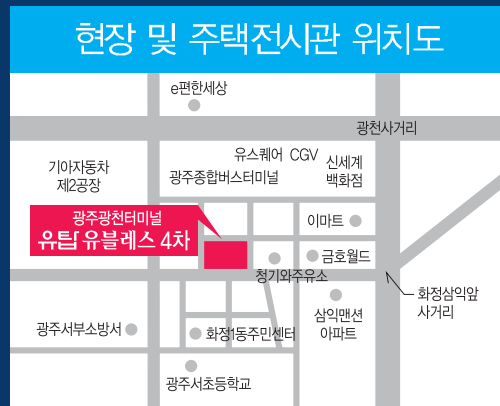 현장 및 주택전시관 위치도
e편한세상
광천사거리
유스퀘어 CGV
신세계
백화점
기아자동차
제2공장
광주종합버스터미널
광주광천터미널
유탑 유블레스 4차
이마트
금호월드
청기와주유소
화정삼익앞
사거리
삼익맨션
아파트
광주서부소방서
화정1동주민센터
광주서초등학교